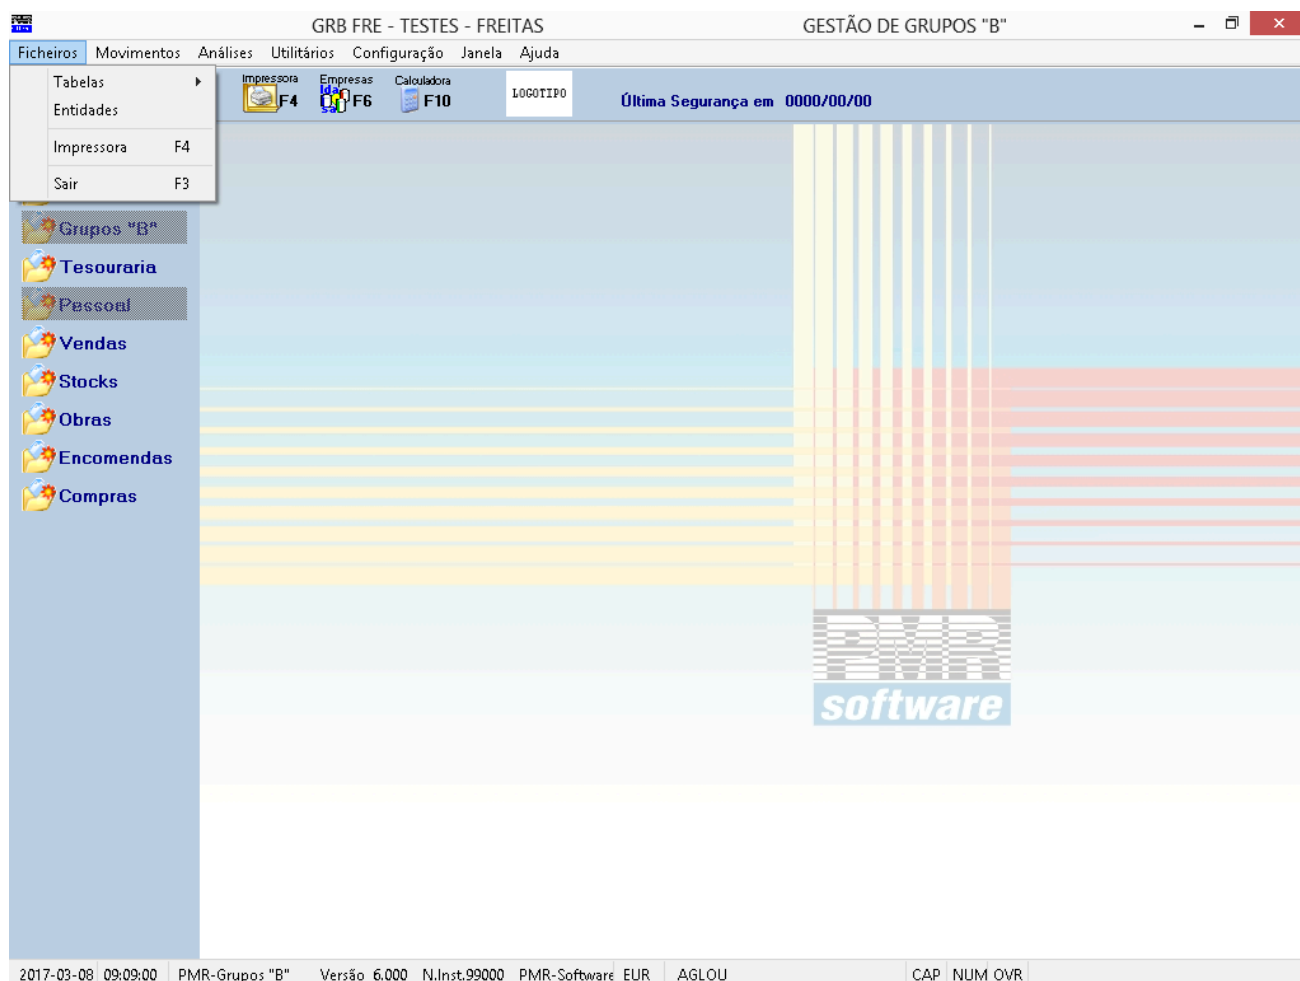 GRB FRE - TESTES - FREITAS GESTÃO DE GRUPOS "B"
Ficheiros Movimentos Análises Utilitários Configuração Janela Ajuda
Impressora F4 Empresas F6 Calculadora F10 LOGOTIPO Última Segurança em 0000/00/00
Tabelas
Entidades
Impressora F4
Sair F3
Grupos "B"
Tesouraria
Pessoal
Vendas
Stocks
Obras
Encomendas
Compras
PMR
software
2017-03-08 09:09:00 PMR-Grupos "B" Versão 6.000 N.Inst.99000 PMR-Software EUR AGLOU CAP NUM OVR